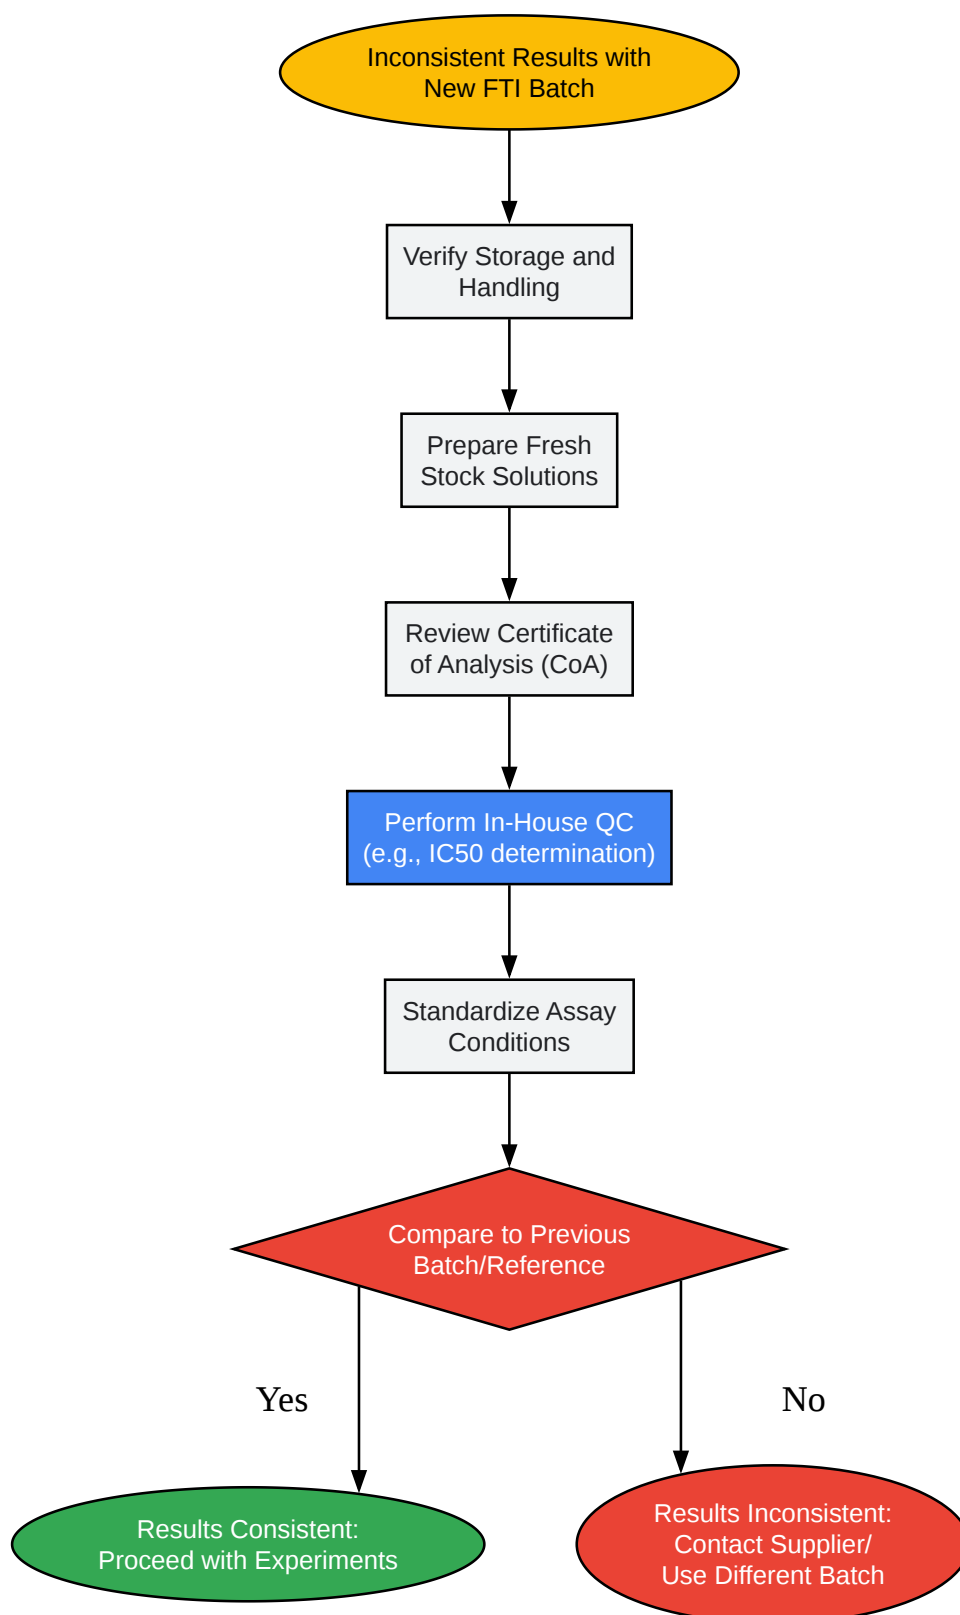 Inconsistent Results with
New FTI Batch
Verify Storage and
Handling
Prepare Fresh
Stock Solutions
Review Certificate
of Analysis (CoA)
Perform In-House QC
(e.g., IC50 determination)
Standardize Assay
Conditions
Compare to Previous
Batch/Reference
Yes
No
Results Consistent:
Proceed with Experiments
Results Inconsistent:
Contact Supplier/
Use Different Batch